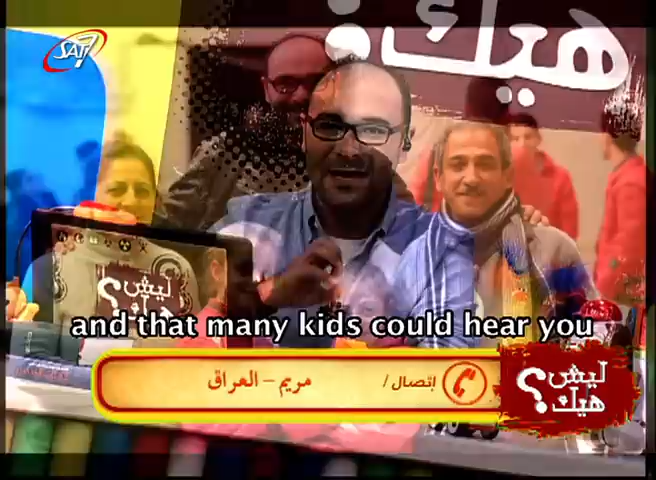 SAT7
هيك؟
ليش
هيك؟
and that many kids could hear you
إتصال / مريم - العراق
ليش
هيك؟